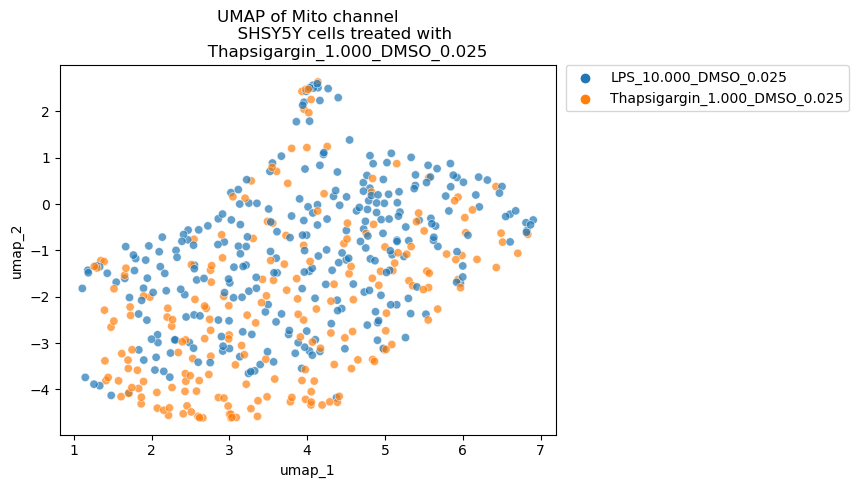 UMAP of Mito channel
SHSY5Y cells treated with
Thapsigargin_1.000_DMSO_0.025
LPS_10.000_DMSO_0.025
Thapsigargin_1.000_DMSO_0.025
umap_2
2
1
0
−1
−2
−3
−4
1 2 3 4 5 6 7
umap_1